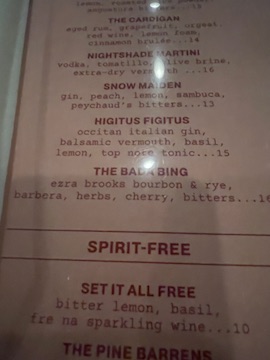 lemon,
THE CARDIGAN
aged rum, grapefruit, orgeat,
red wine, lemon foam,
cinnamon brulée...14
NIGHTSHADE MARTINI
vodka, tomatillo, olive brine,
extra-dry vermouth ...16
SNOW MAIDEN
gin, peach, lemon, sambuca,
peychaud's bitters...13
HIGITUS FIGITUS
occitan italian gin,
balsamic vermouth, basil,
lemon, top note tonic...15
THE BADA BING
ezra brooks bourbon & rye,
barbera, herbs, cherry, bitters...16
SPIRIT-FREE
SET IT ALL FREE
bitter lemon, basil,
fre na sparkling wine...10
THE PINE BARRENS